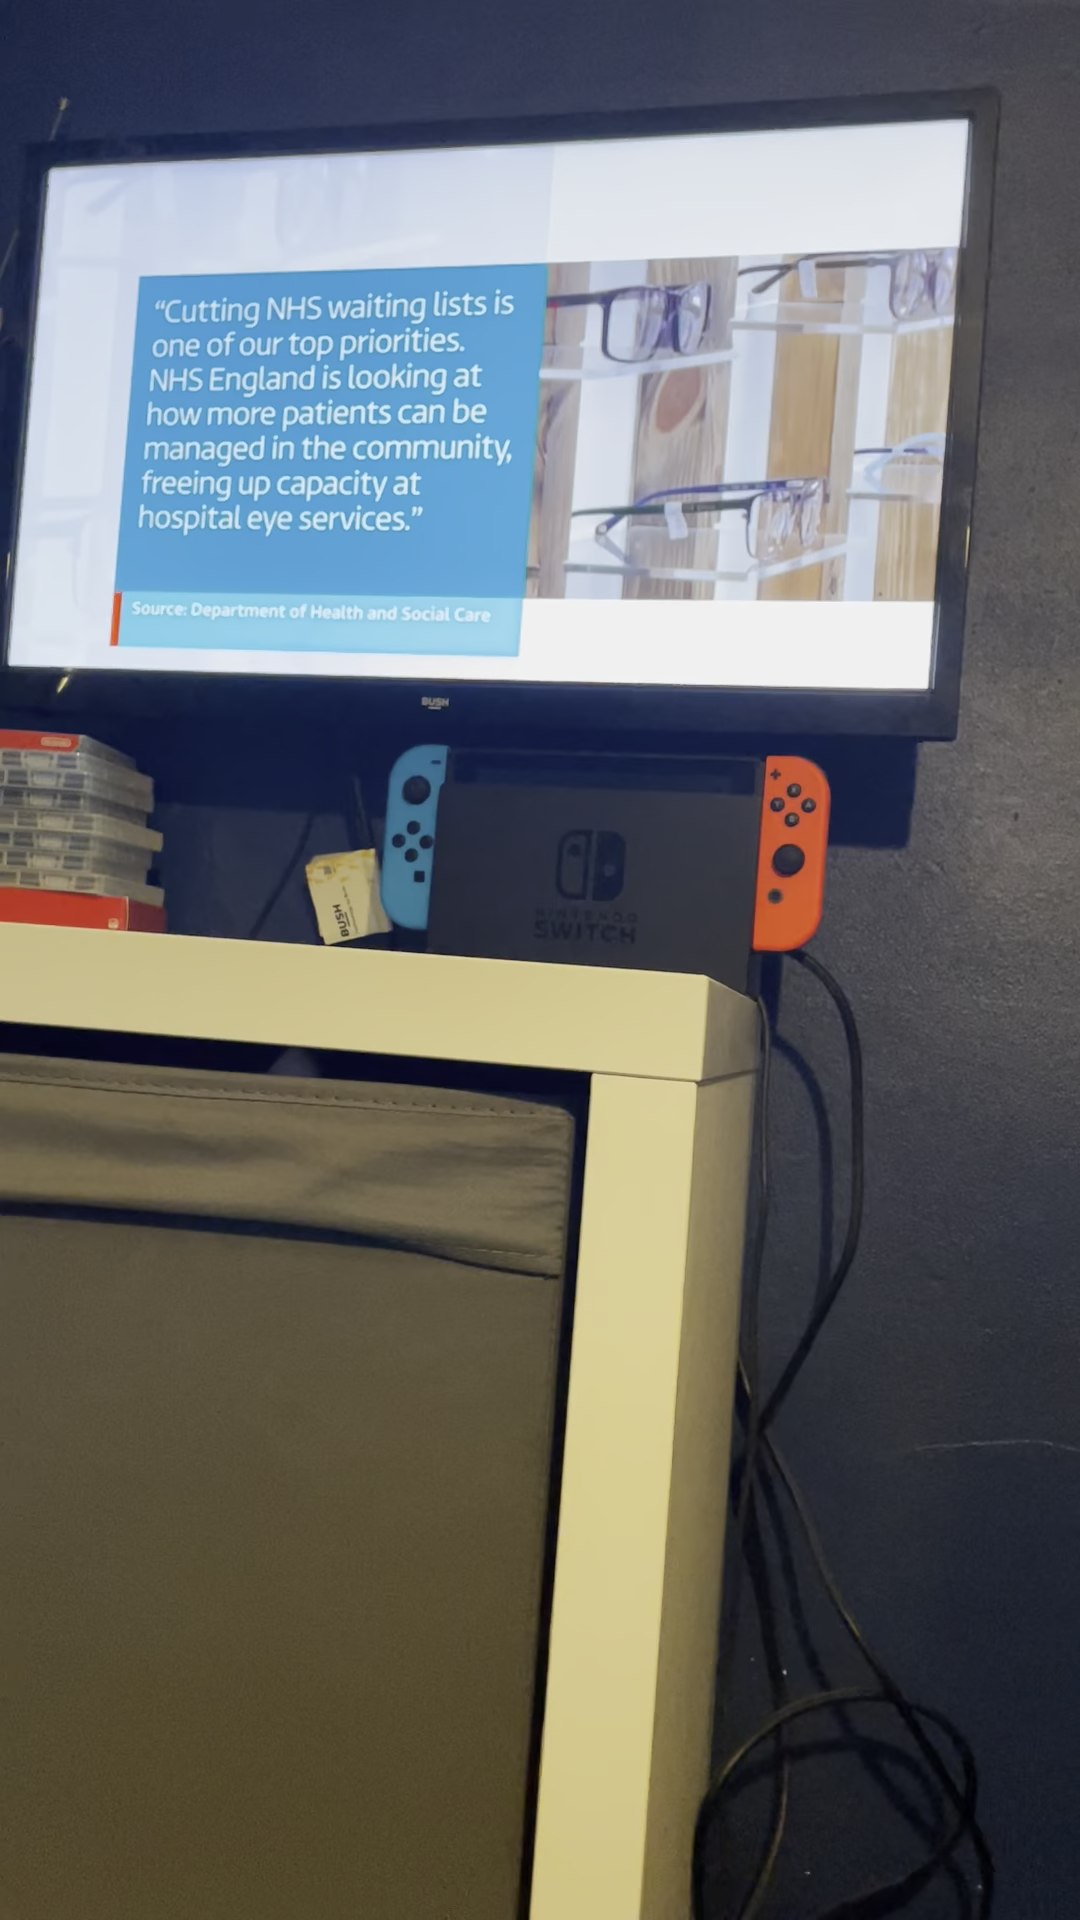 “Cutting NHS waiting lists is
one of our top priorities.
NHS England is looking at
how more patients can be
managed in the community,
freeing up capacity at
hospital eye services.”
Source: Department of Health and Social Care
BUSH
BUSH
NINTENDO
SWITCH